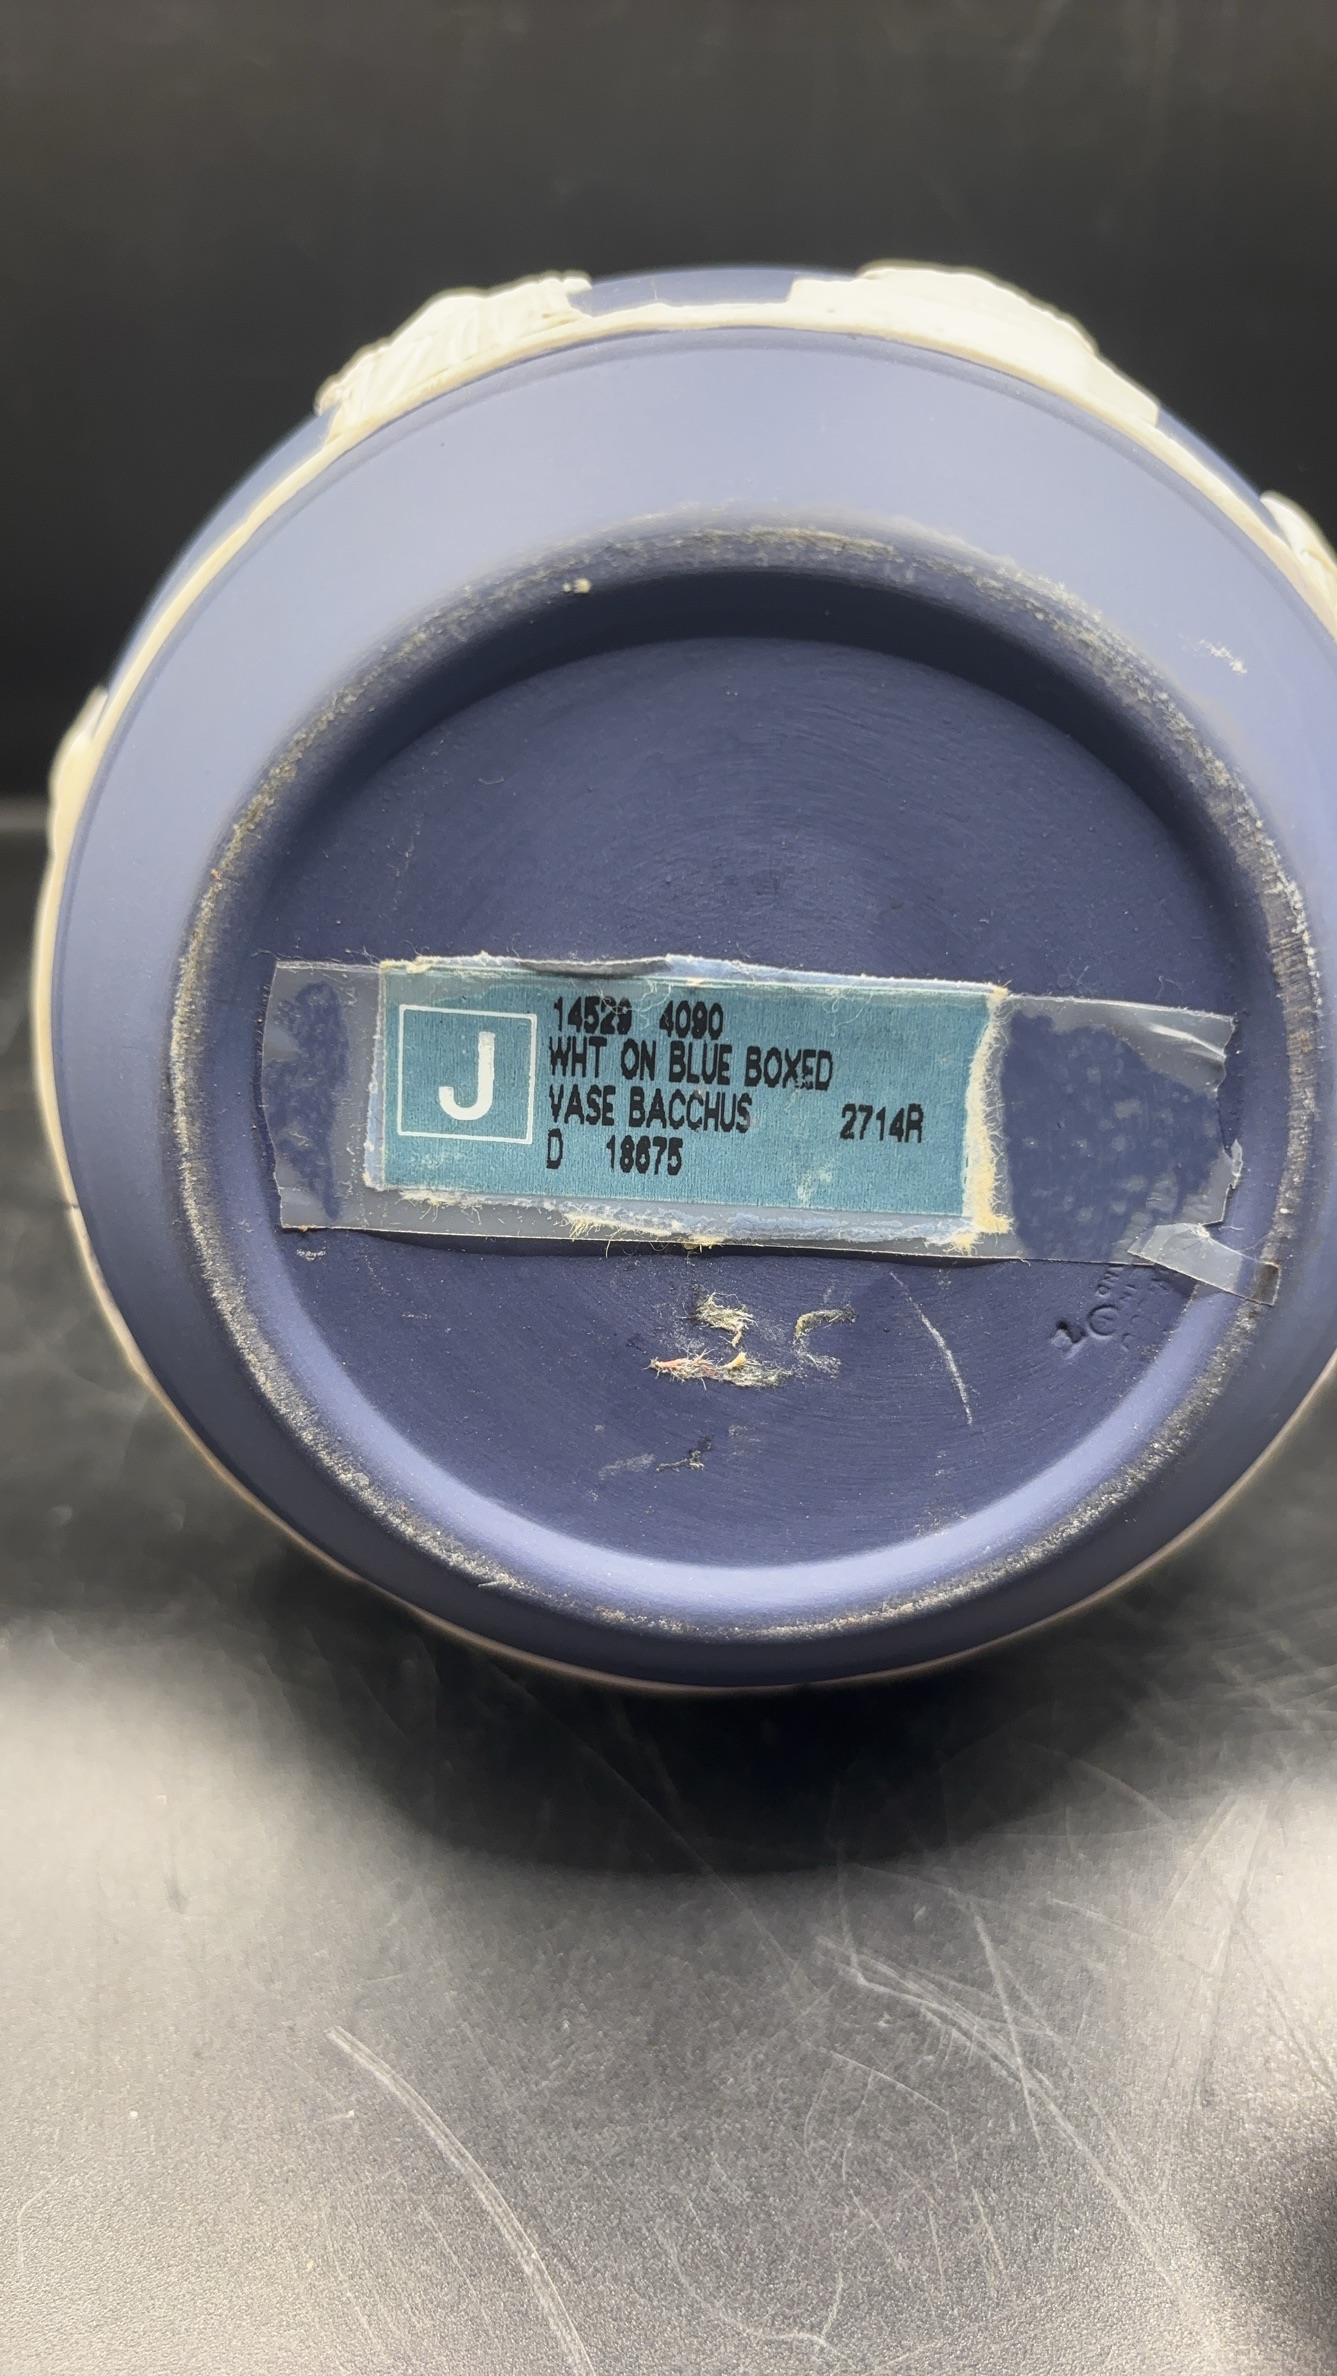 J
14529 4090
WHT ON BLUE BOXED
VASE BACCHUS 2714R
D 18675